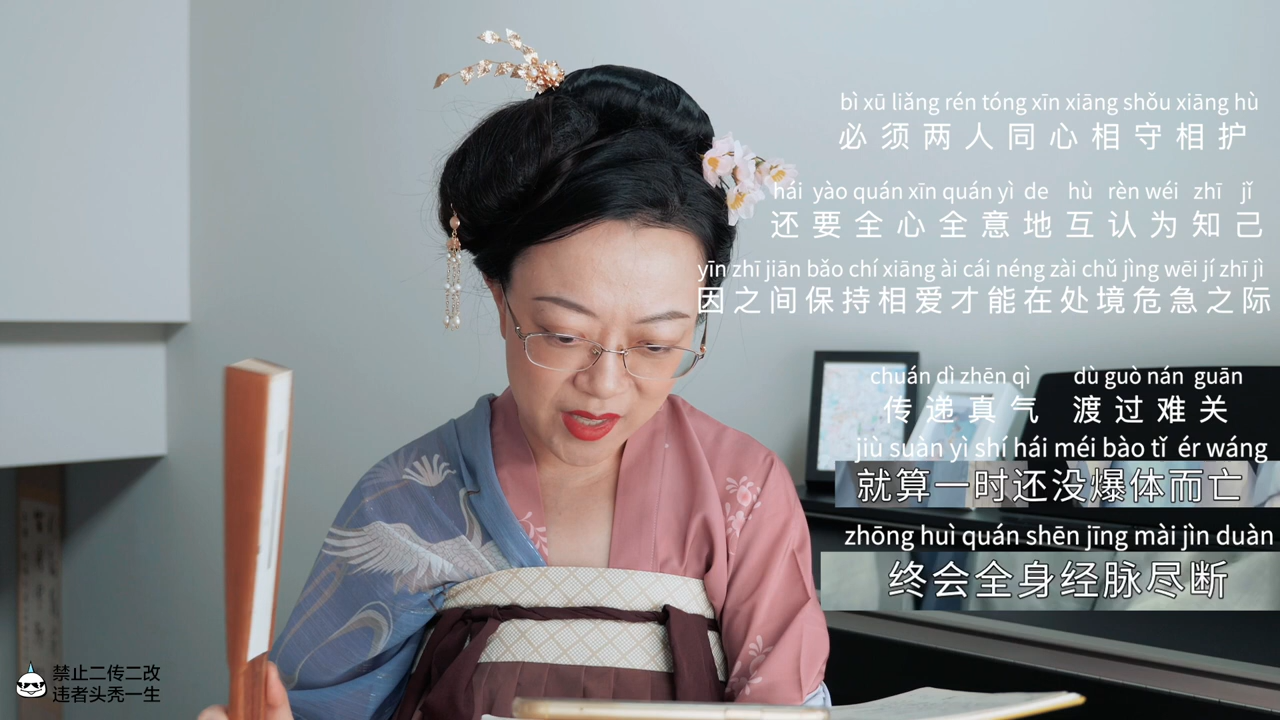 bì xū liǎng rén tóng xīn xiāng shǒu xiāng hù
必须两人同心相守相护
hái yào quán xīn quán yì de hù rèn wéi zhī jǐ
还要全心全意地互认为知己
yīn zhī jiān bǎo chí xiāng ài cái néng zài chǔ jìng wēi jí zhī jì
因之间保持相爱才能在处境危急之际
chuán dì zhēn qì dù guò nán guān
传递真气 渡过难关
jiù suàn yì shí hái méi bào tǐ ér wáng
就算一时还没爆体而亡
zhōng huì quán shēn jīng mài jìn duàn
终会全身经脉尽断
禁止二传二改
违者头秃一生